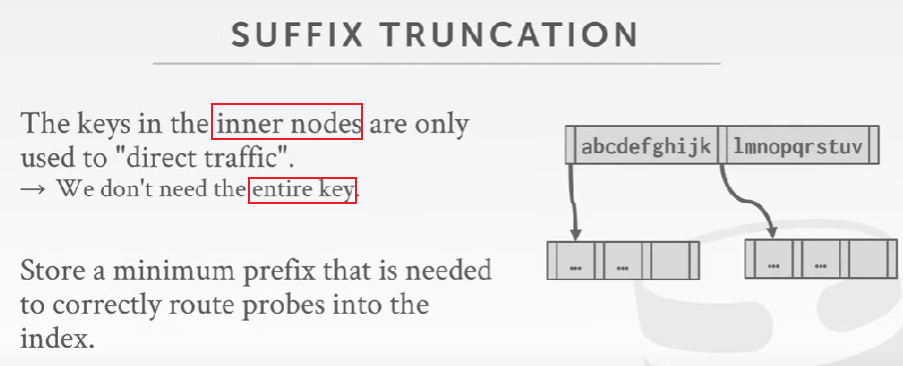 SUFFIX TRUNCATION
The keys in the inner nodes are only
used to "direct traffic".
→ We don't need the entire key.
Store a minimum prefix that is needed
to correctly route probes into the
index.
abcdefghijk lmnopqrstuv
... ... ... ...